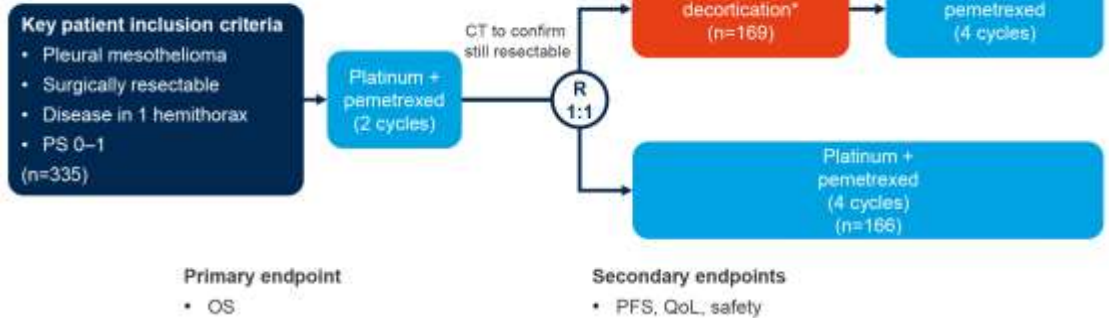 Key patient inclusion criteria
• Pleural mesothelioma
• Surgically resectable
• Disease in 1 hemithorax
• PS 0–1
(n=335)
Platinum +
pemetrexed
(2 cycles)
CT to confirm
still resectable
R
1:1
decortication*
(n=169)
pemetrexed
(4 cycles)
Platinum +
pemetrexed
(4 cycles)
(n=166)
Primary endpoint
• OS
Secondary endpoints
• PFS, QoL, safety